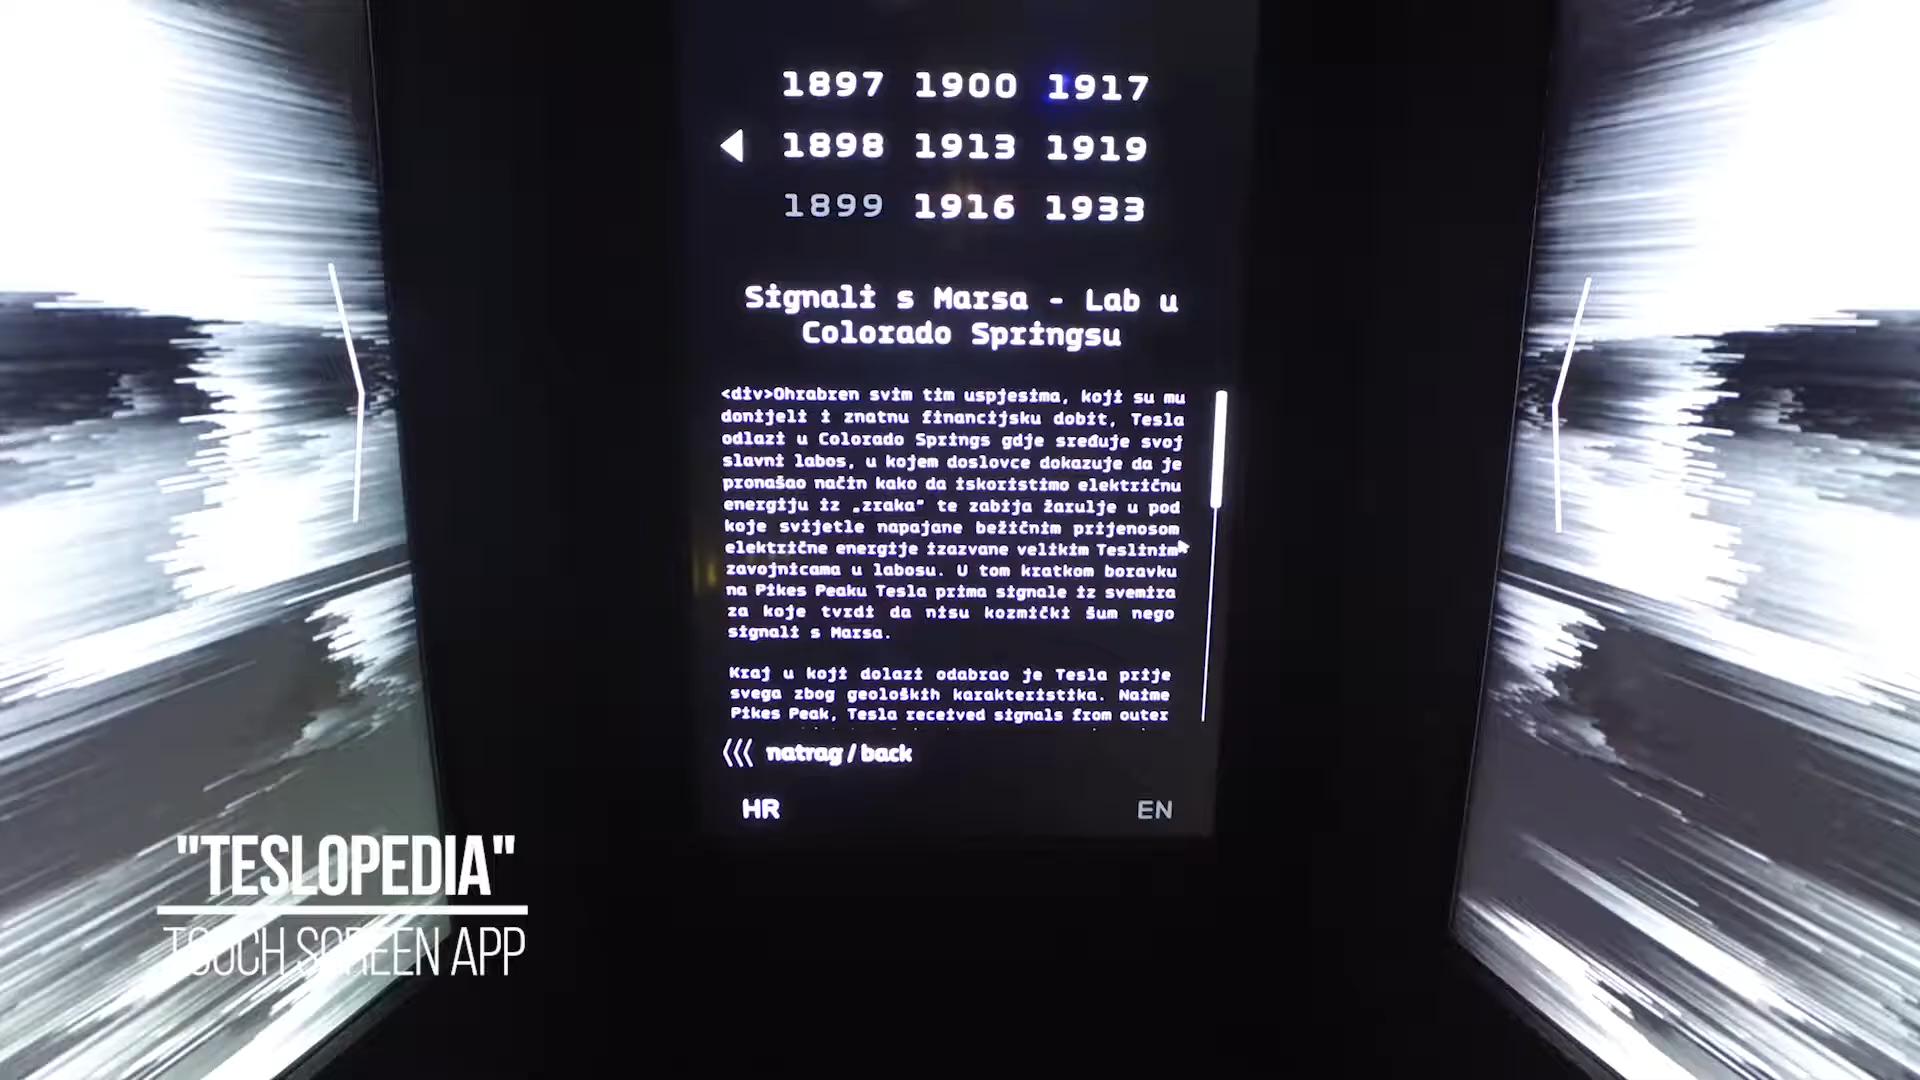 1897 1900 1917
1898 1913 1919
1899 1916 1933
Signali s Marsa - Lab u
Colorado Springsu
<div>Ohrabren svim tim uspjesima, koji su mu
donijeli i znatnu financijsku dobit, Tesla
odlazi u Colorado Springs gdje sređuje svoj
slavni labos, u kojem doslovce dokazuje da je
pronašao način kako da iskoristimo električnu
energiju iz „zraka” te zabija žarulje u pod
koje svijetle napajane bežičnim prijenosom
električne energije izazvane velikim Teslinim
zavojnicama u labosu. U tom kratkom boravku
na Pikes Peaku Tesla prima signale iz svemira
za koje tvrdi da nisu kozmički šum nego
signali s Marsa.
Kraj u koji dolazi odabrao je Tesla prije
svega zbog geoloških karakteristika. Naime
Pikes Peak, Tesla received signals from outer
natrag / back
HR EN
"TESLOPEDIA"
TOUCH SCREEN APP